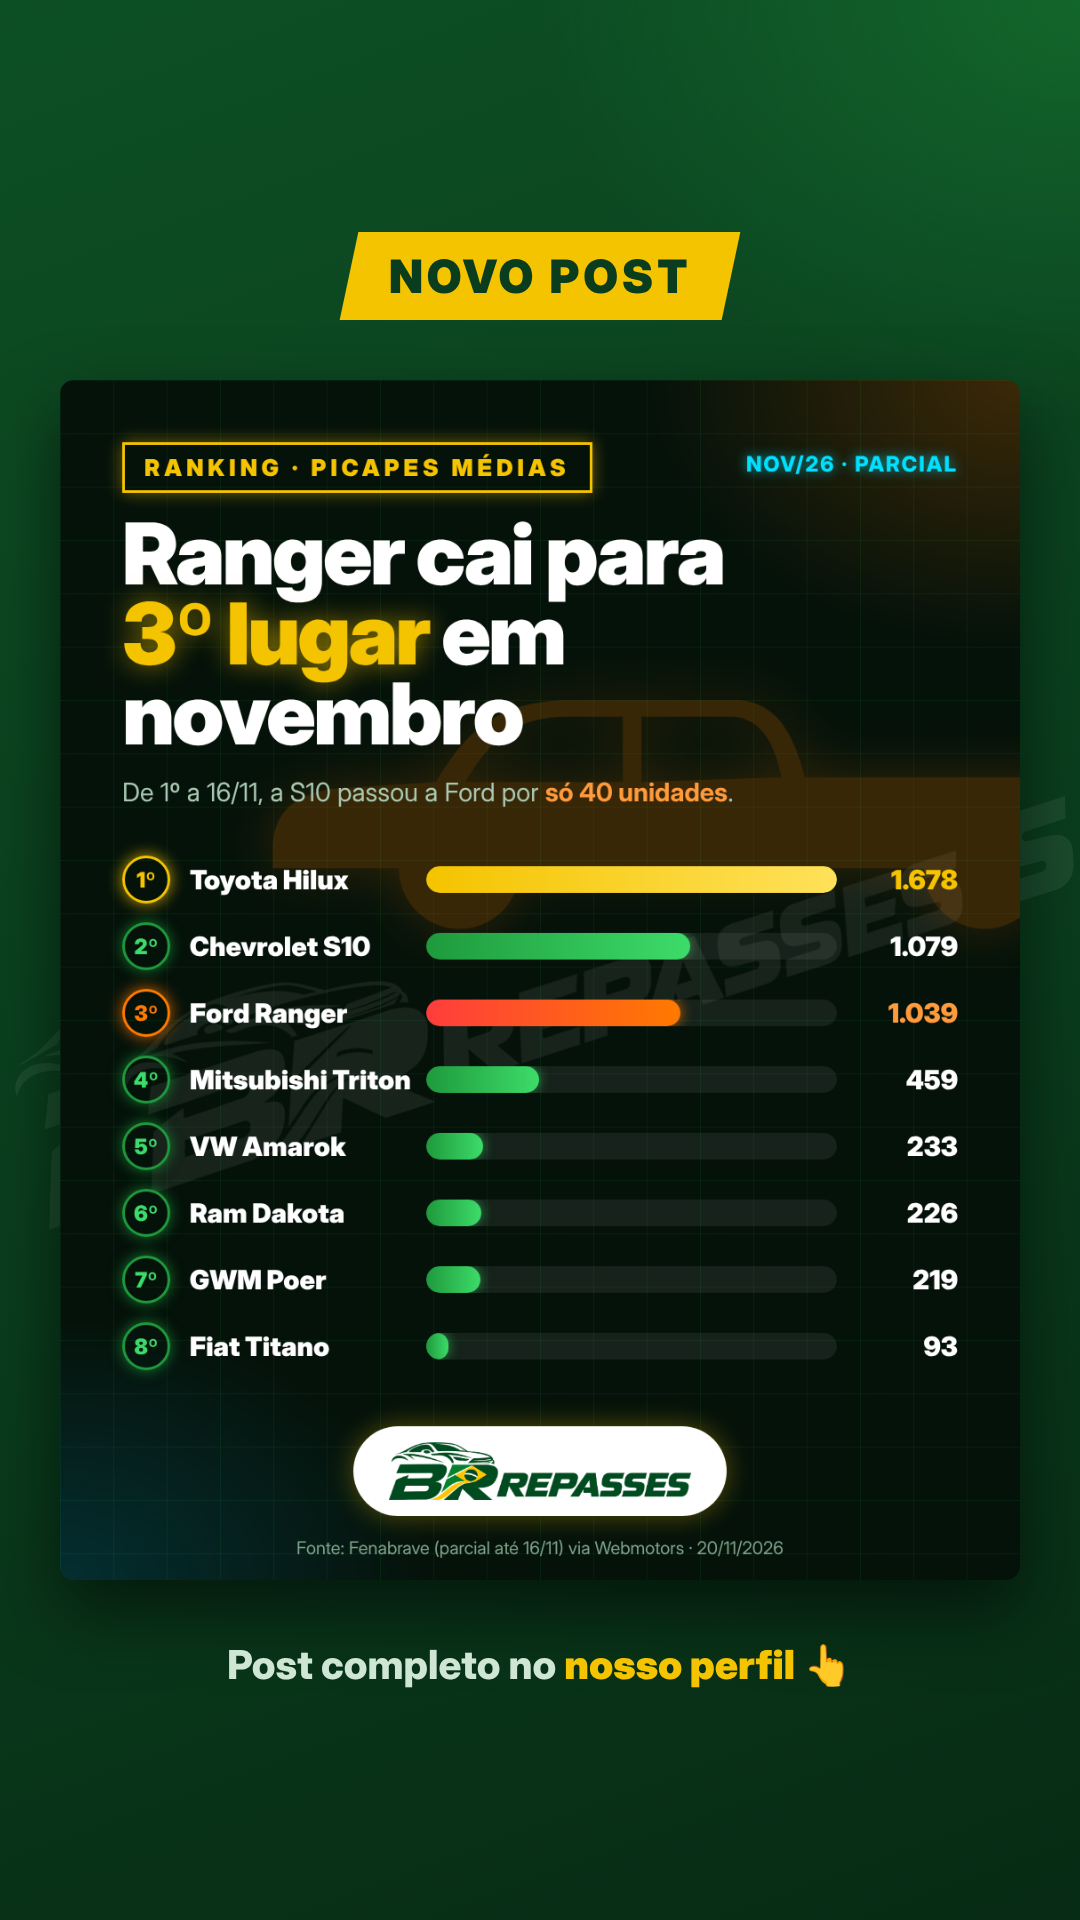 NOVO POST
RANKING · PICAPES MÉDIAS
NOV/26 · PARCIAL
Ranger cai para
3º lugar em
novembro
De 1º a 16/11, a S10 passou a Ford por só 40 unidades.
1º Toyota Hilux 1.678
2º Chevrolet S10 1.079
3º Ford Ranger 1.039
4º Mitsubishi Triton 459
5º VW Amarok 233
6º Ram Dakota 226
7º GWM Poer 219
8º Fiat Titano 93
BR REPASSES
BR REPASSES
Fonte: Fenabrave (parcial até 16/11) via Webmotors · 20/11/2026
Post completo no nosso perfil 👆